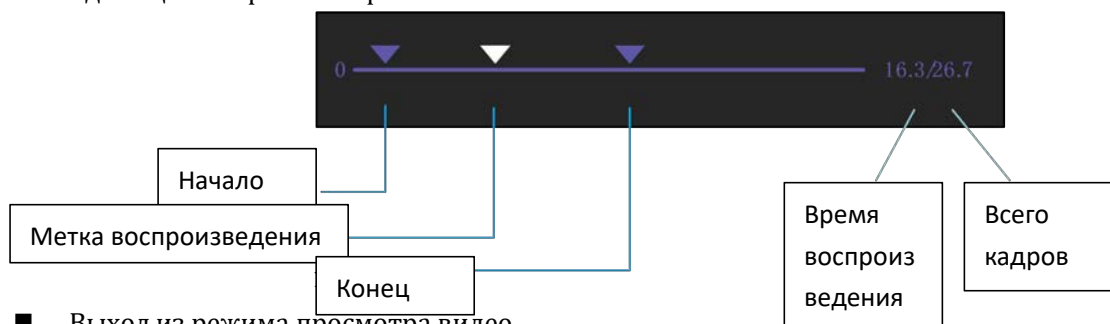 0 16.3/26.7
Начало
Метка воспроизведения
Конец
Время
воспроиз
ведения
Всего
кадров
■ Выход из режима просмотра видео